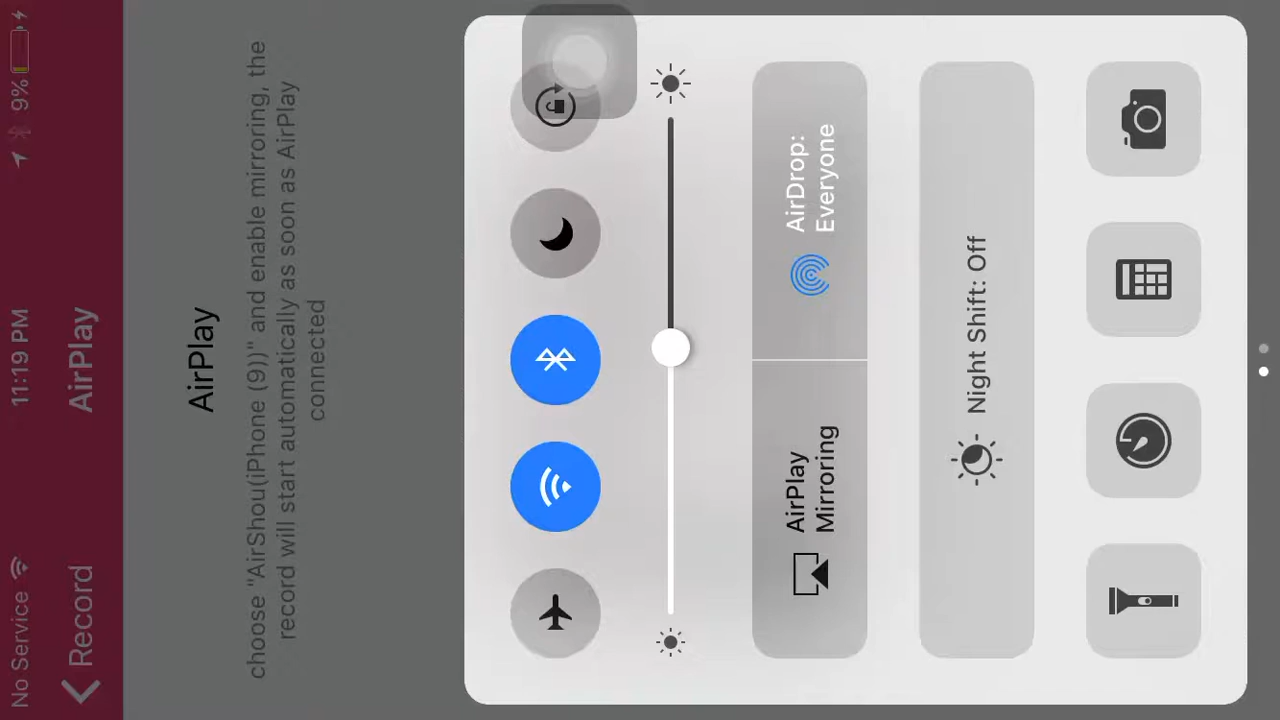 No Service 11:19 PM 9%
Record AirPlay
AirPlay
choose "AirShou(iPhone (9))" and enable mirroring, the
record will start automatically as soon as AirPlay
connected
AirPlay
Mirroring
AirDrop:
Everyone
Night Shift: Off